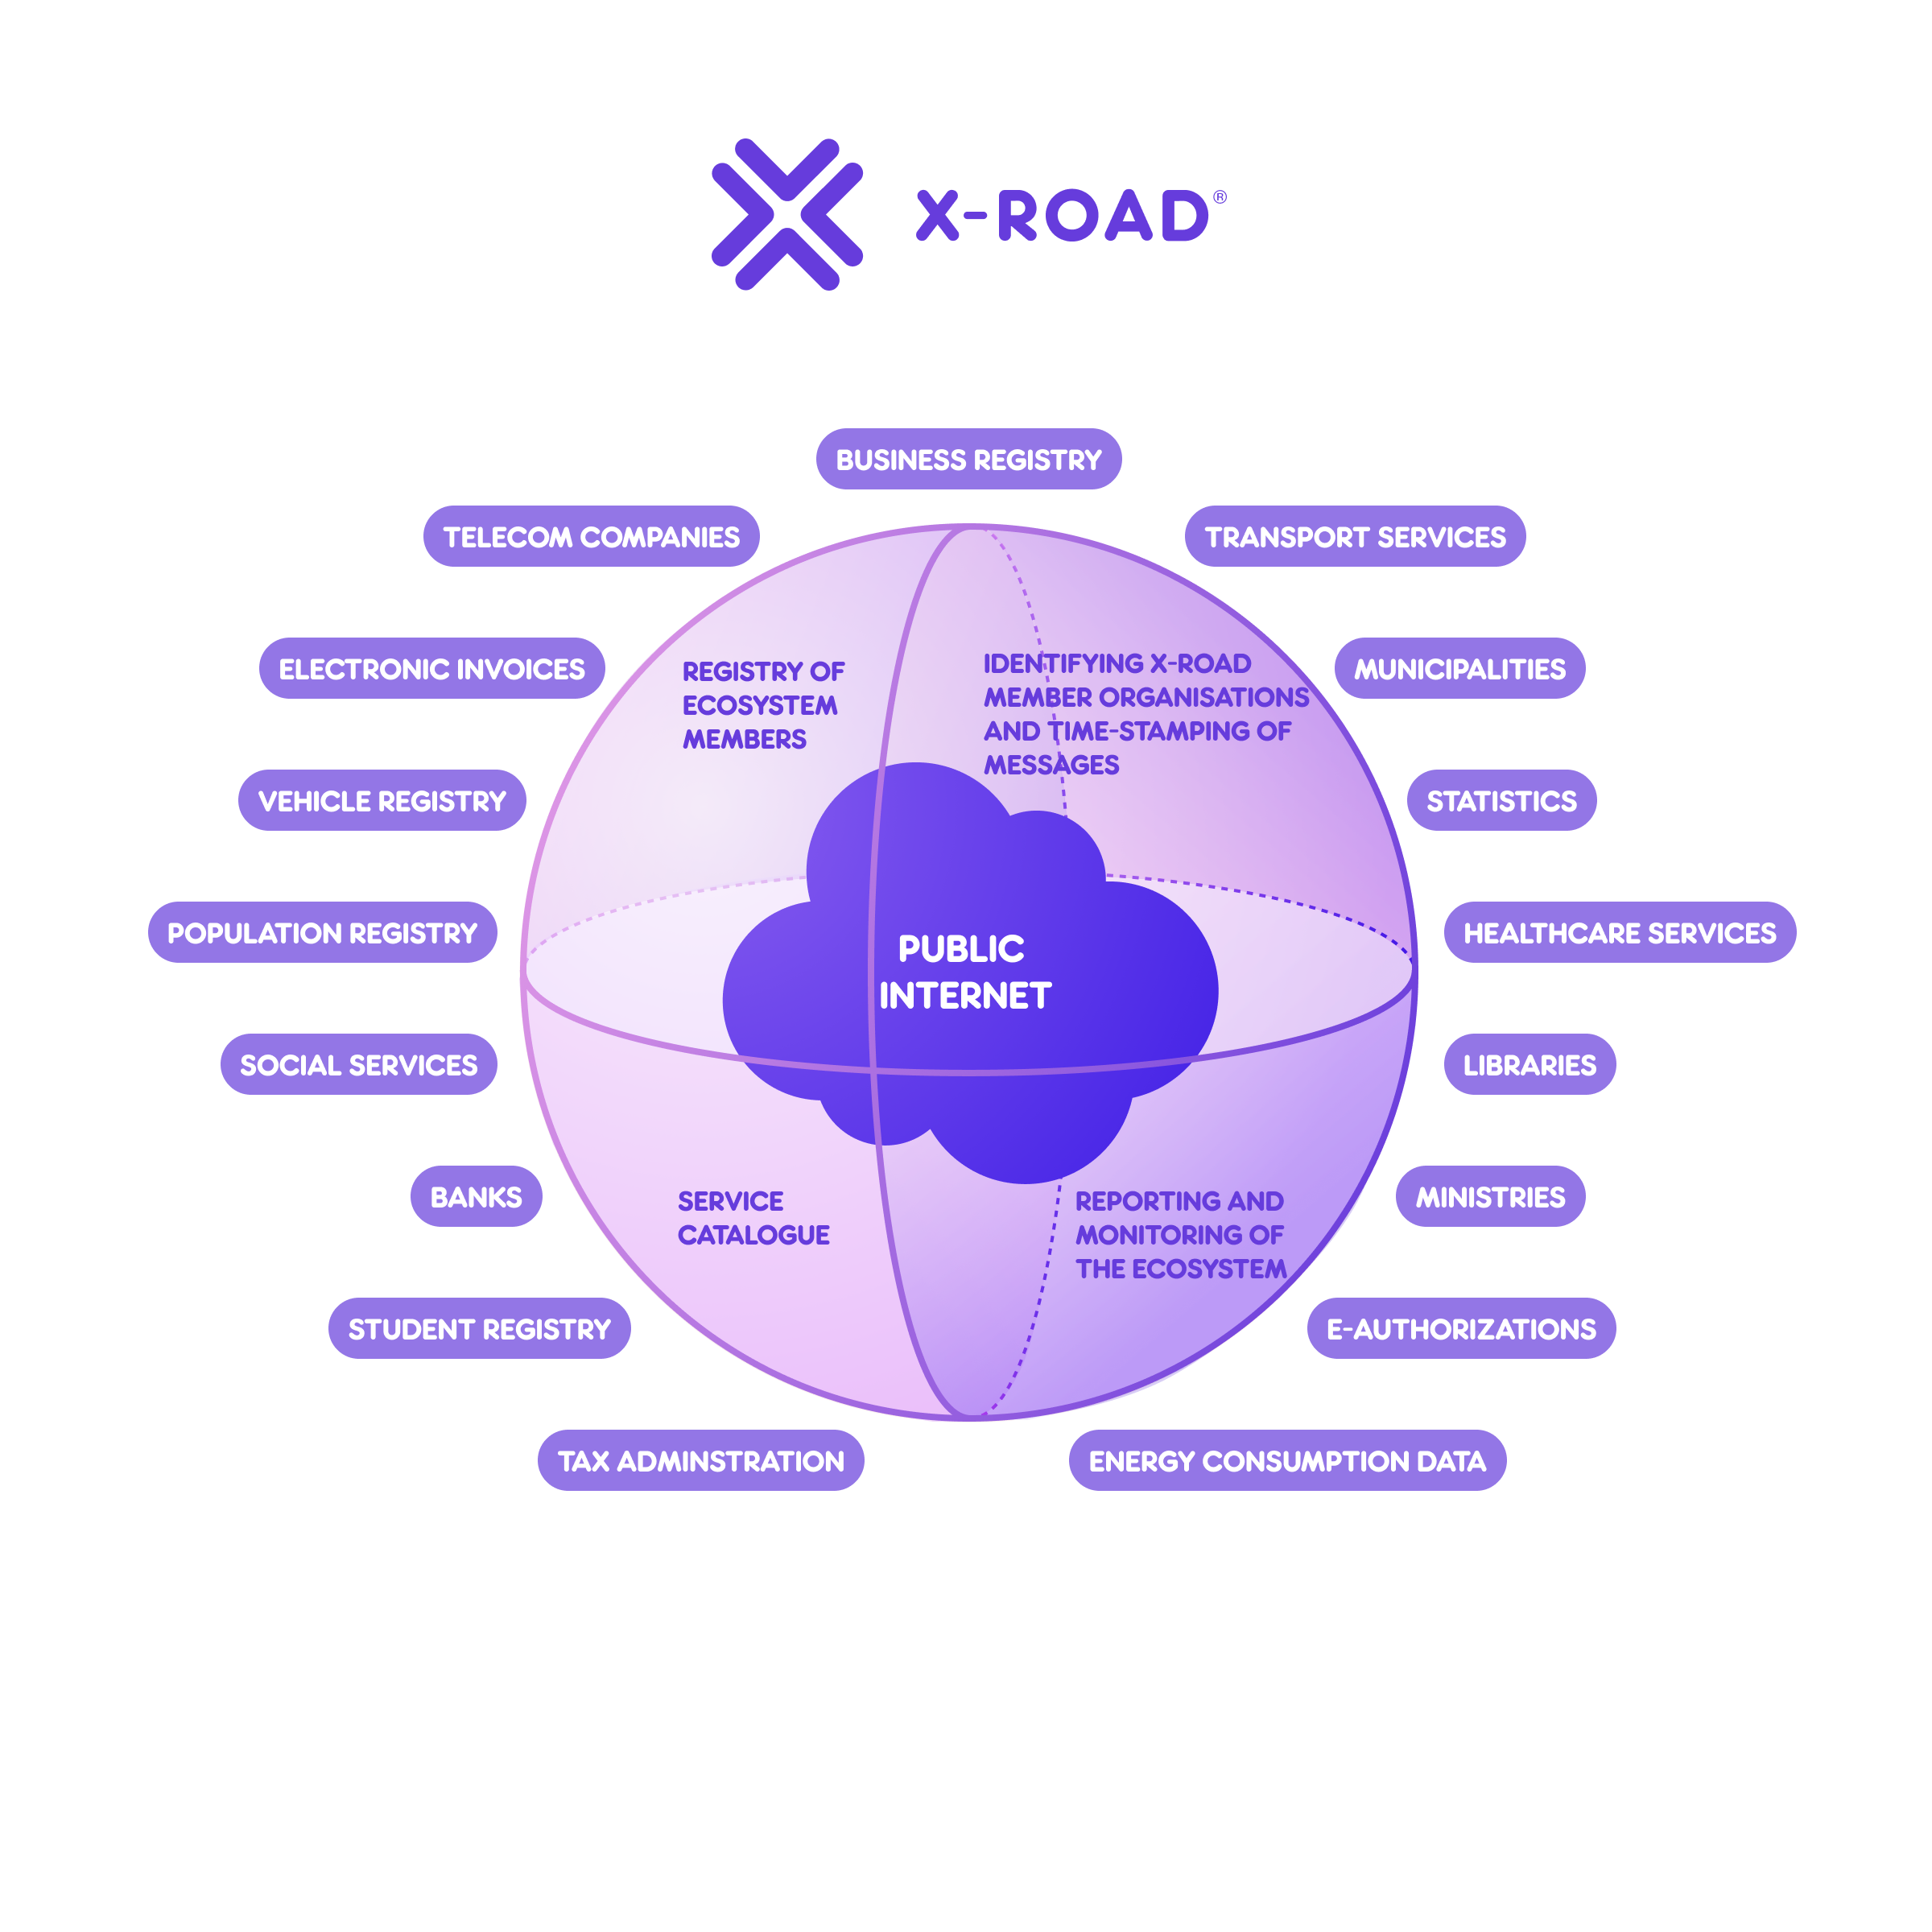 X-ROAD®
BUSINESS REGISTRY
TELECOM COMPANIES
TRANSPORT SERVICES
ELECTRONIC INVOICES
MUNICIPALITIES
REGISTRY OF
ECOSYSTEM
MEMBERS
IDENTIFYING X-ROAD
MEMBER ORGANISATIONS
AND TIME-STAMPING OF
MESSAGES
VEHICLE REGISTRY
STATISTICS
POPULATION REGISTRY
PUBLIC
INTERNET
HEALTHCARE SERVICES
SOCIAL SERVICES
LIBRARIES
BANKS
MINISTRIES
SERVICE
CATALOGUE
REPORTING AND
MONITORING OF
THE ECOSYSTEM
STUDENT REGISTRY
E-AUTHORIZATIONS
TAX ADMINSTRATION
ENERGY CONSUMPTION DATA